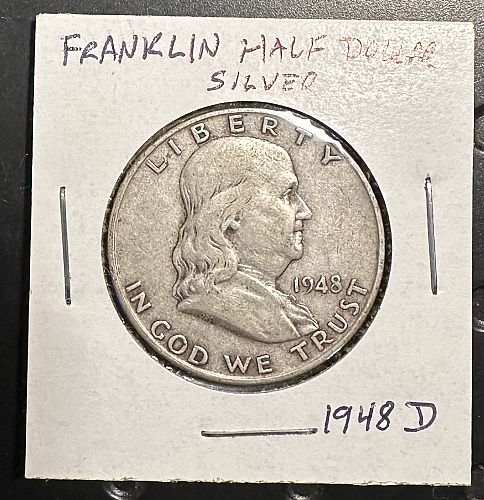 FRANKLIN HALF DOLLAR
SILVER
LIBERTY
1948
IN GOD WE TRUST
1948 D